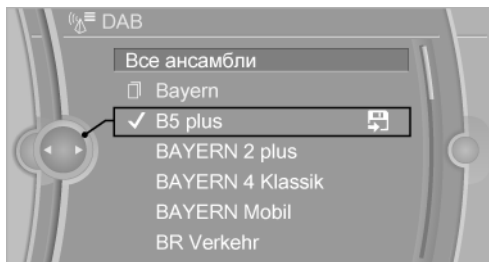 DAB
Все ансамбли
Bayern
B5 plus
BAYERN 2 plus
BAYERN 4 Klassik
BAYERN Mobil
BR Verkehr